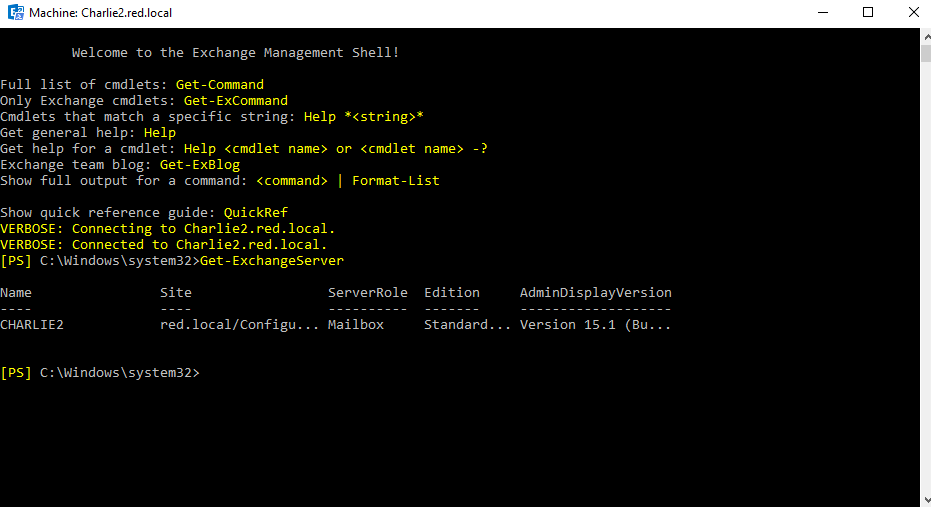 Machine: Charlie2.red.local
Welcome to the Exchange Management Shell!
Full list of cmdlets: Get-Command
Only Exchange cmdlets: Get-ExCommand
Cmdlets that match a specific string: Help *<string>*
Get general help: Help
Get help for a cmdlet: Help <cmdlet name> or <cmdlet name> -?
Exchange team blog: Get-ExBlog
Show full output for a command: <command> | Format-List
Show quick reference guide: QuickRef
VERBOSE: Connecting to Charlie2.red.local.
VERBOSE: Connected to Charlie2.red.local.
[PS] C:\Windows\system32>Get-ExchangeServer
Name Site ServerRole Edition AdminDisplayVersion
---- ---- ---------- ------- -------------------
CHARLIE2 red.local/Configu... Mailbox Standard... Version 15.1 (Bu...
[PS] C:\Windows\system32>